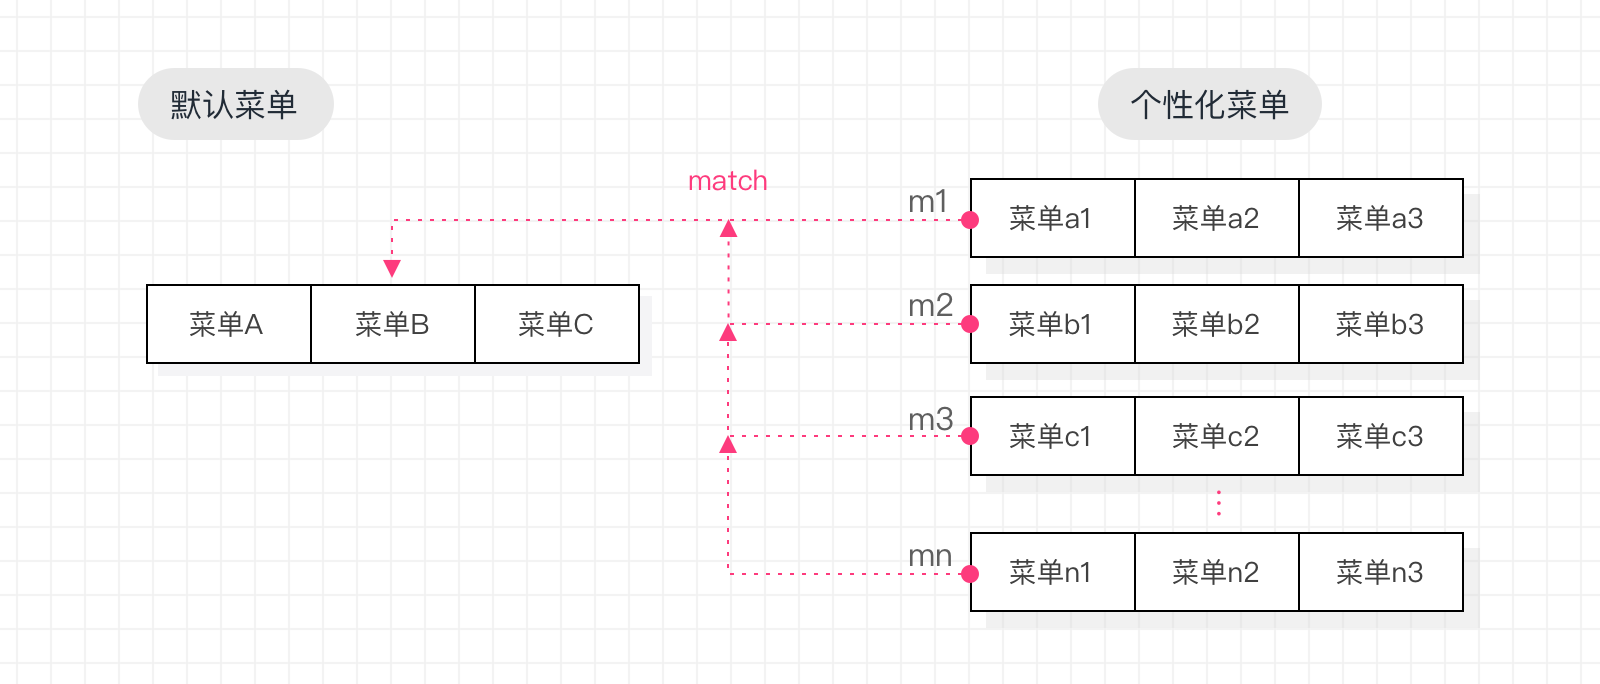 默认菜单
个性化菜单
match
m1
菜单a1 菜单a2 菜单a3
菜单A 菜单B 菜单C
m2
菜单b1 菜单b2 菜单b3
m3
菜单c1 菜单c2 菜单c3
mn
菜单n1 菜单n2 菜单n3